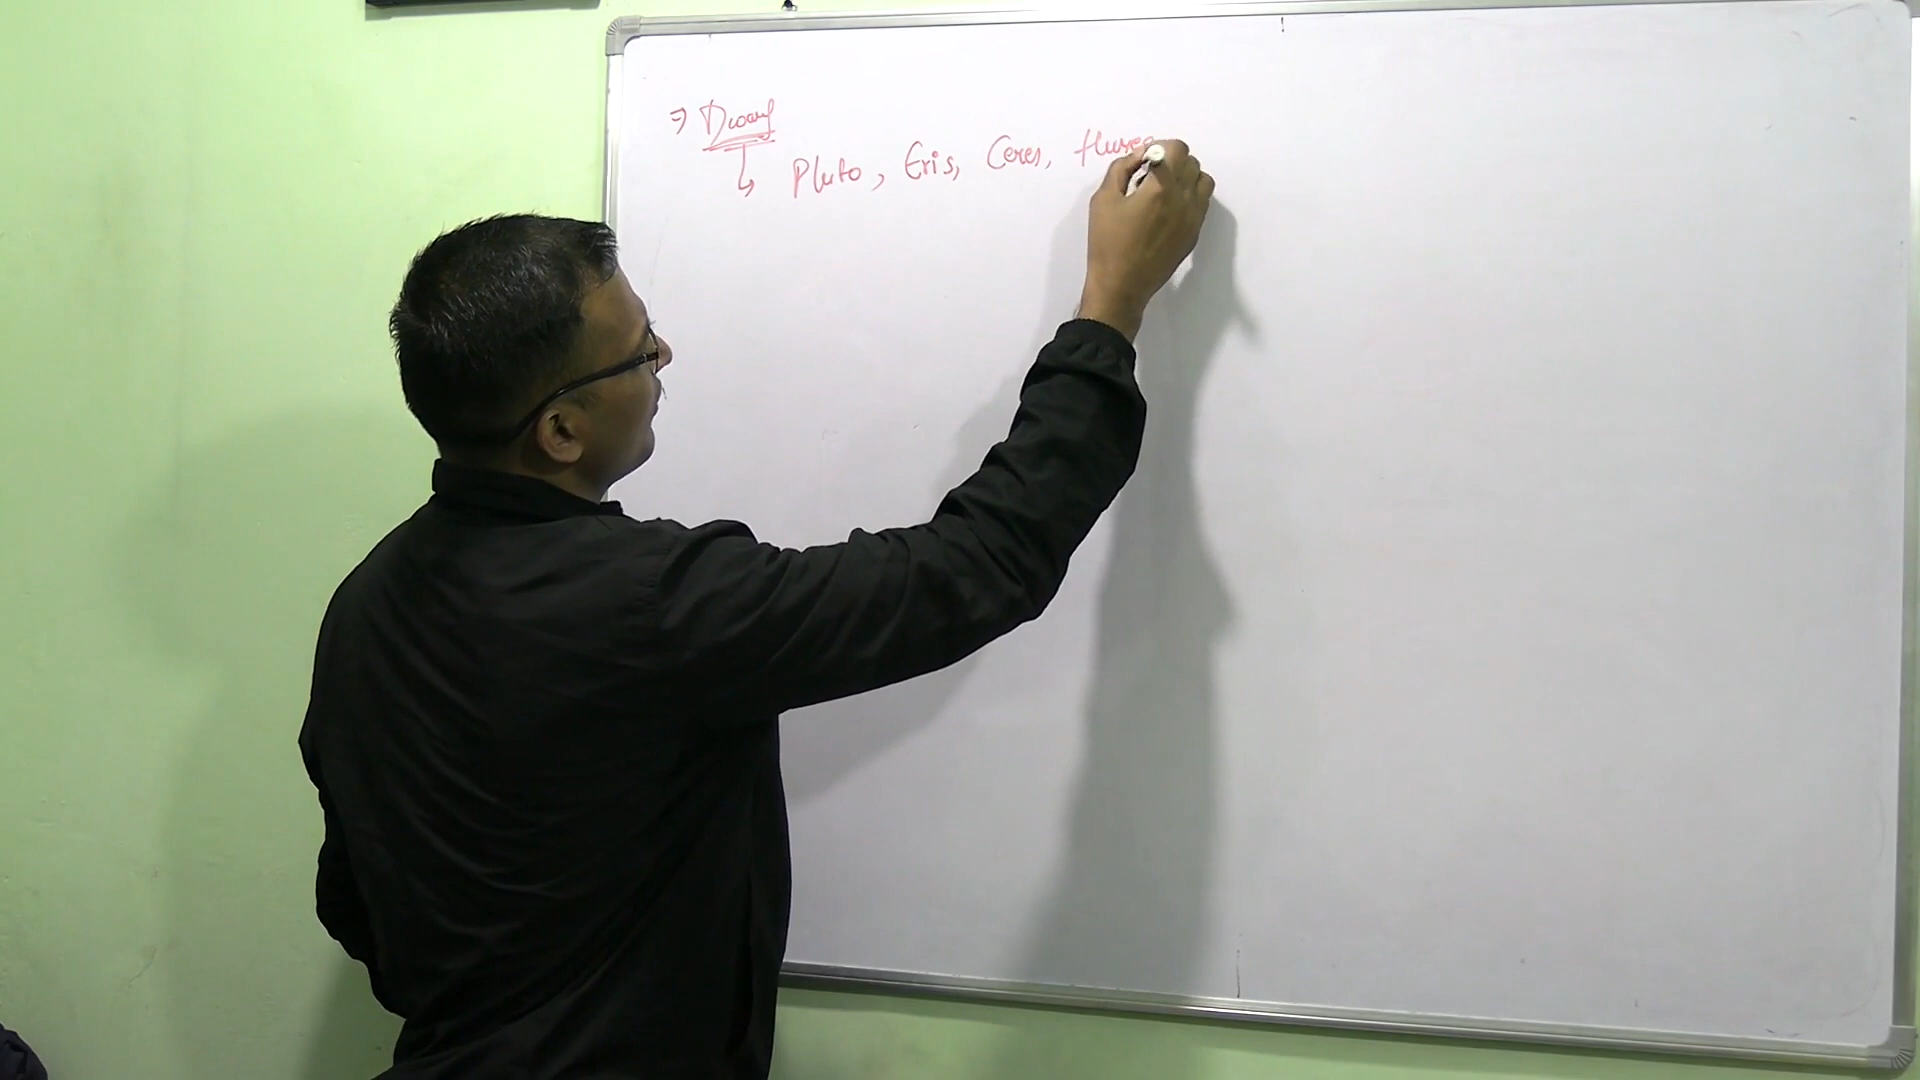 → Dwarf
↳ Pluto, Eris, Ceres,